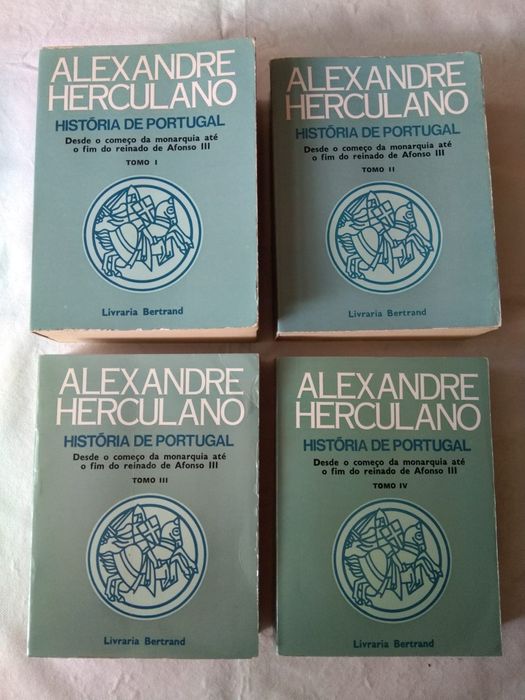 ALEXANDRE
HERCULANO
HISTÓRIA DE PORTUGAL
Desde o começo da monarquia até
o fim do reinado de Afonso III
TOMO I
Livraria Bertrand
ALEXANDRE
HERCULANO
HISTÓRIA DE PORTUGAL
Desde o começo da monarquia até
o fim do reinado de Afonso III
TOMO II
Livraria Bertrand
ALEXANDRE
HERCULANO
HISTÓRIA DE PORTUGAL
Desde o começo da monarquia até
o fim do reinado de Afonso III
TOMO III
Livraria Bertrand
ALEXANDRE
HERCULANO
HISTÓRIA DE PORTUGAL
Desde o começo da monarquia até
o fim do reinado de Afonso III
TOMO IV
Livraria Bertrand